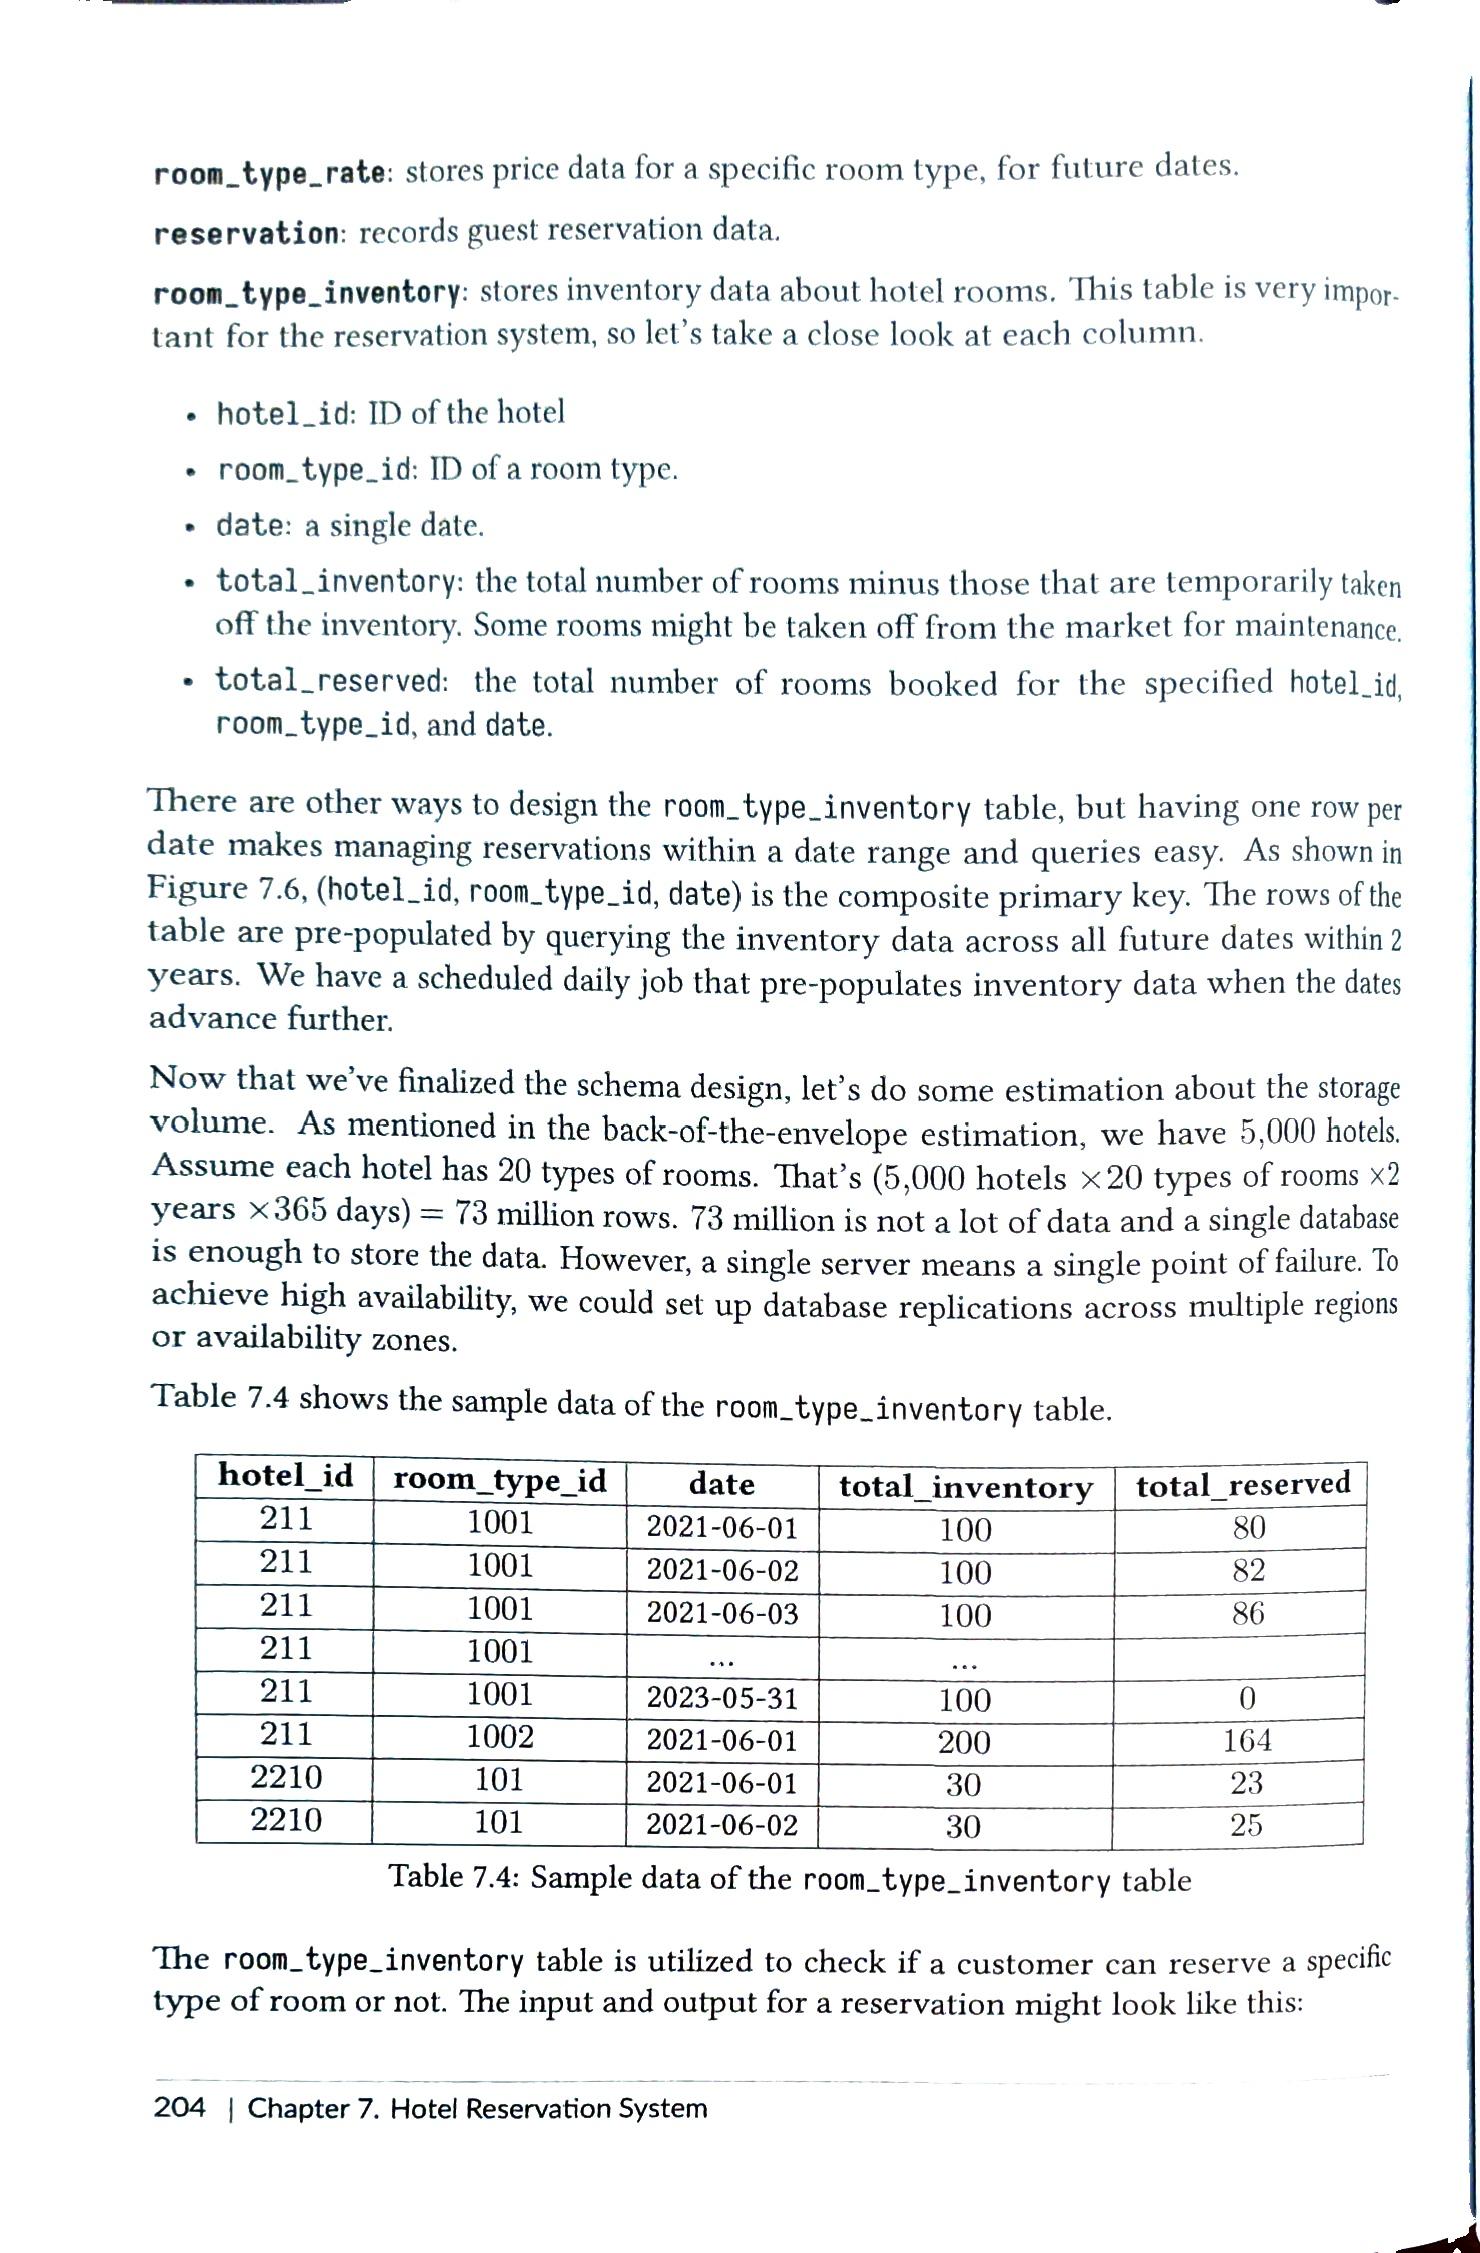 room_type_rate: stores price data for a specific room type, for future dates.
reservation: records guest reservation data.
room_type_inventory: stores inventory data about hotel rooms. This table is very impor-
tant for the reservation system, so let's take a close look at each column.
• hotel_id: ID of the hotel
• room_type_id: ID of a room type.
• date: a single date.
• total_inventory: the total number of rooms minus those that are temporarily taken
off the inventory. Some rooms might be taken off from the market for maintenance.
• total_reserved: the total number of rooms booked for the specified hotel_id,
room_type_id, and date.
There are other ways to design the room_type_inventory table, but having one row per
date makes managing reservations within a date range and queries easy. As shown in
Figure 7.6, (hotel_id, room_type_id, date) is the composite primary key. The rows of the
table are pre-populated by querying the inventory data across all future dates within 2
years. We have a scheduled daily job that pre-populates inventory data when the dates
advance further.
Now that we've finalized the schema design, let's do some estimation about the storage
volume. As mentioned in the back-of-the-envelope estimation, we have 5,000 hotels.
Assume each hotel has 20 types of rooms. That's (5,000 hotels ×20 types of rooms ×2
years ×365 days) = 73 million rows. 73 million is not a lot of data and a single database
is enough to store the data. However, a single server means a single point of failure. To
achieve high availability, we could set up database replications across multiple regions
or availability zones.
Table 7.4 shows the sample data of the room_type_inventory table.
hotel_id room_type_id date total_inventory total_reserved
211 1001 2021-06-01 100 80
211 1001 2021-06-02 100 82
211 1001 2021-06-03 100 86
211 1001 ... ...
211 1001 2023-05-31 100 0
211 1002 2021-06-01 200 164
2210 101 2021-06-01 30 23
2210 101 2021-06-02 30 25
Table 7.4: Sample data of the room_type_inventory table
The room_type_inventory table is utilized to check if a customer can reserve a specific
type of room or not. The input and output for a reservation might look like this:
204 | Chapter 7. Hotel Reservation System